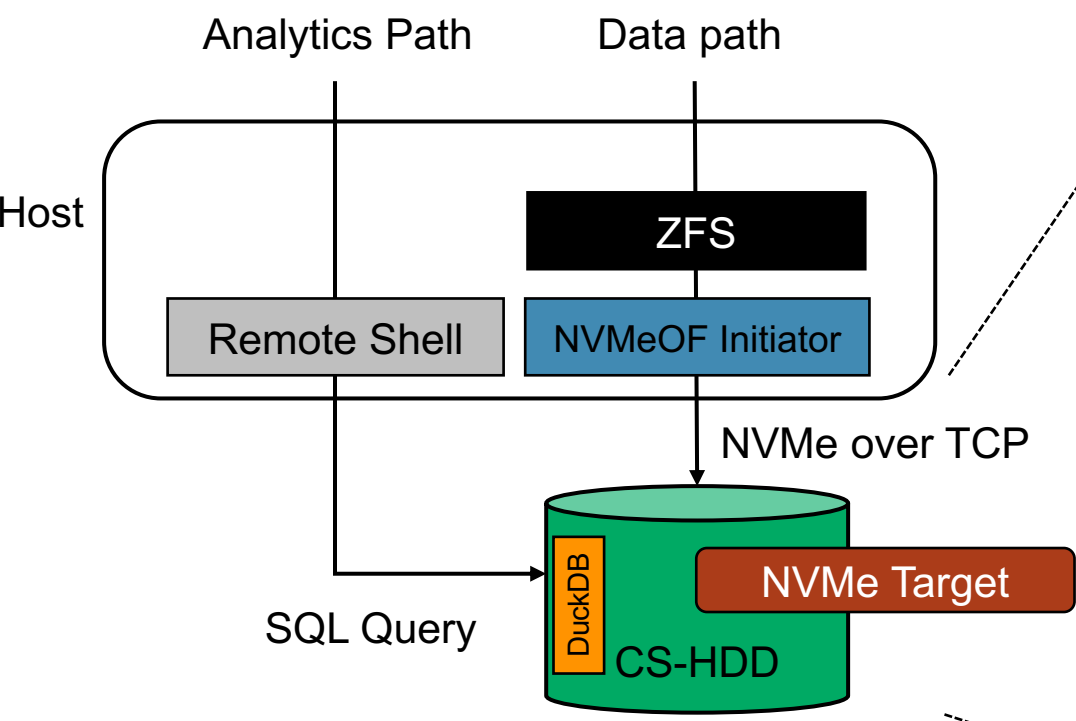 Analytics Path
Data path
Host
ZFS
Remote Shell
NVMeOF Initiator
NVMe over TCP
DuckDB
NVMe Target
SQL Query
CS-HDD